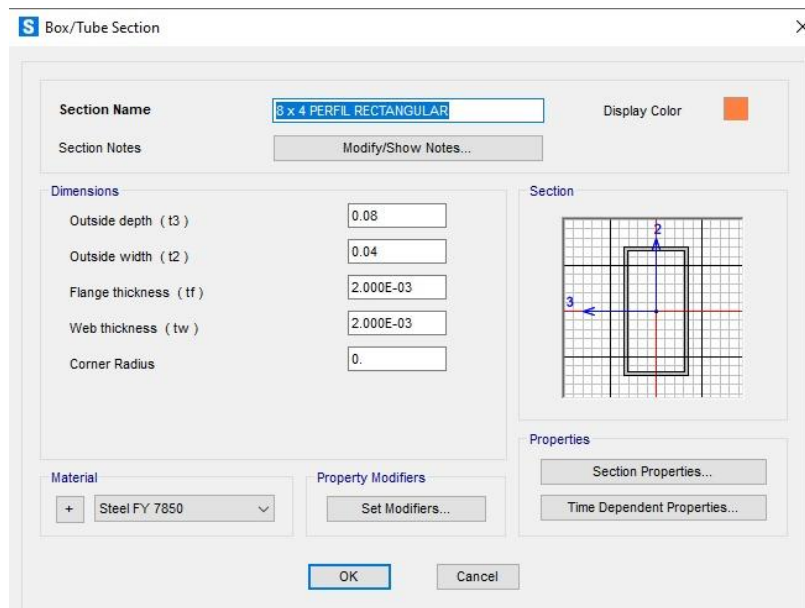 S Box/Tube Section
Section Name 8 x 4 PERFIL RECTANGULAR Display Color
Section Notes Modify/Show Notes...
Dimensions
Outside depth ( t3 ) 0.08
Outside width ( t2 ) 0.04
Flange thickness ( tf ) 2.000E-03
Web thickness ( tw ) 2.000E-03
Corner Radius 0.
Section
2
3
Properties
Section Properties...
Time Dependent Properties...
Material
+ Steel FY 7850
Property Modifiers
Set Modifiers...
OK Cancel